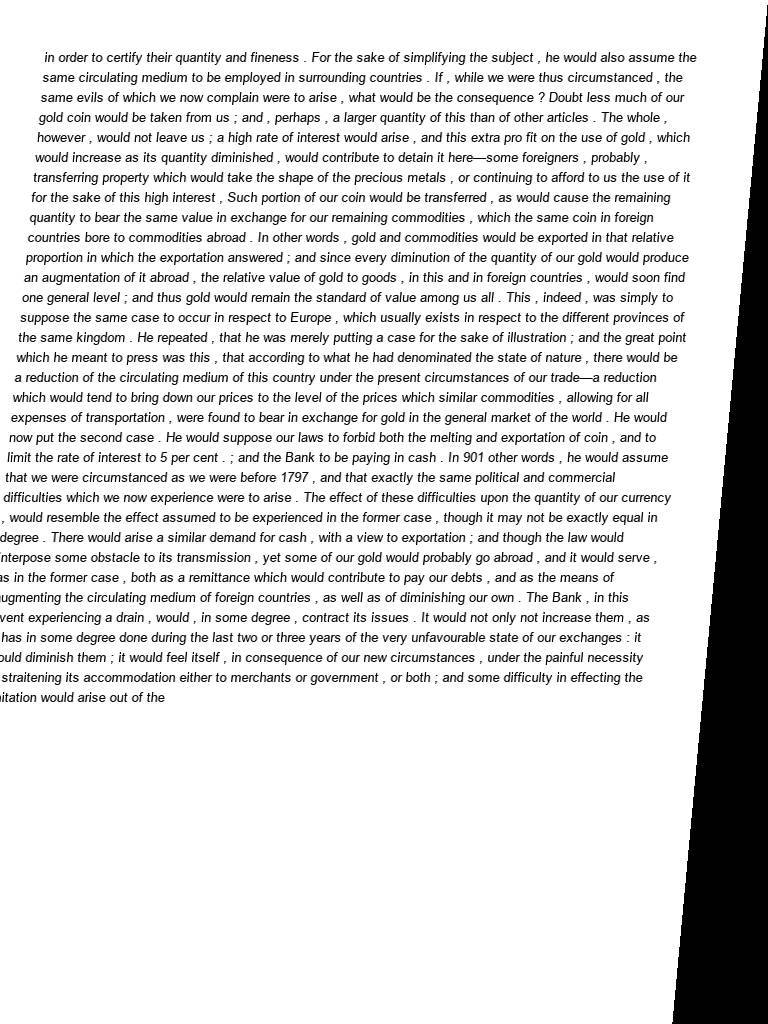 in order to certify their quantity and fineness . For the sake of simplifying the subject , he would also assume the
same circulating medium to be employed in surrounding countries . If , while we were thus circumstanced , the
same evils of which we now complain were to arise , what would be the consequence ? Doubt less much of our
gold coin would be taken from us ; and , perhaps , a larger quantity of this than of other articles . The whole ,
however , would not leave us ; a high rate of interest would arise , and this extra pro fit on the use of gold , which
would increase as its quantity diminished , would contribute to detain it here—some foreigners , probably ,
transferring property which would take the shape of the precious metals , or continuing to afford to us the use of it
for the sake of this high interest , Such portion of our coin would be transferred , as would cause the remaining
quantity to bear the same value in exchange for our remaining commodities , which the same coin in foreign
countries bore to commodities abroad . In other words , gold and commodities would be exported in that relative
proportion in which the exportation answered ; and since every diminution of the quantity of our gold would produce
an augmentation of it abroad , the relative value of gold to goods , in this and in foreign countries , would soon find
one general level ; and thus gold would remain the standard of value among us all . This , indeed , was simply to
suppose the same case to occur in respect to Europe , which usually exists in respect to the different provinces of
the same kingdom . He repeated , that he was merely putting a case for the sake of illustration ; and the great point
which he meant to press was this , that according to what he had denominated the state of nature , there would be
a reduction of the circulating medium of this country under the present circumstances of our trade—a reduction
which would tend to bring down our prices to the level of the prices which similar commodities , allowing for all
expenses of transportation , were found to bear in exchange for gold in the general market of the world . He would
now put the second case . He would suppose our laws to forbid both the melting and exportation of coin , and to
limit the rate of interest to 5 per cent . ; and the Bank to be paying in cash . In 901 other words , he would assume
that we were circumstanced as we were before 1797 , and that exactly the same political and commercial
difficulties which we now experience were to arise . The effect of these difficulties upon the quantity of our currency
, would resemble the effect assumed to be experienced in the former case , though it may not be exactly equal in
degree . There would arise a similar demand for cash , with a view to exportation ; and though the law would
interpose some obstacle to its transmission , yet some of our gold would probably go abroad , and it would serve ,
as in the former case , both as a remittance which would contribute to pay our debts , and as the means of
augmenting the circulating medium of foreign countries , as well as of diminishing our own . The Bank , in this
vent experiencing a drain , would , in some degree , contract its issues . It would not only not increase them , as
has in some degree done during the last two or three years of the very unfavourable state of our exchanges : it
ould diminish them ; it would feel itself , in consequence of our new circumstances , under the painful necessity
straitening its accommodation either to merchants or government , or both ; and some difficulty in effecting the
itation would arise out of the